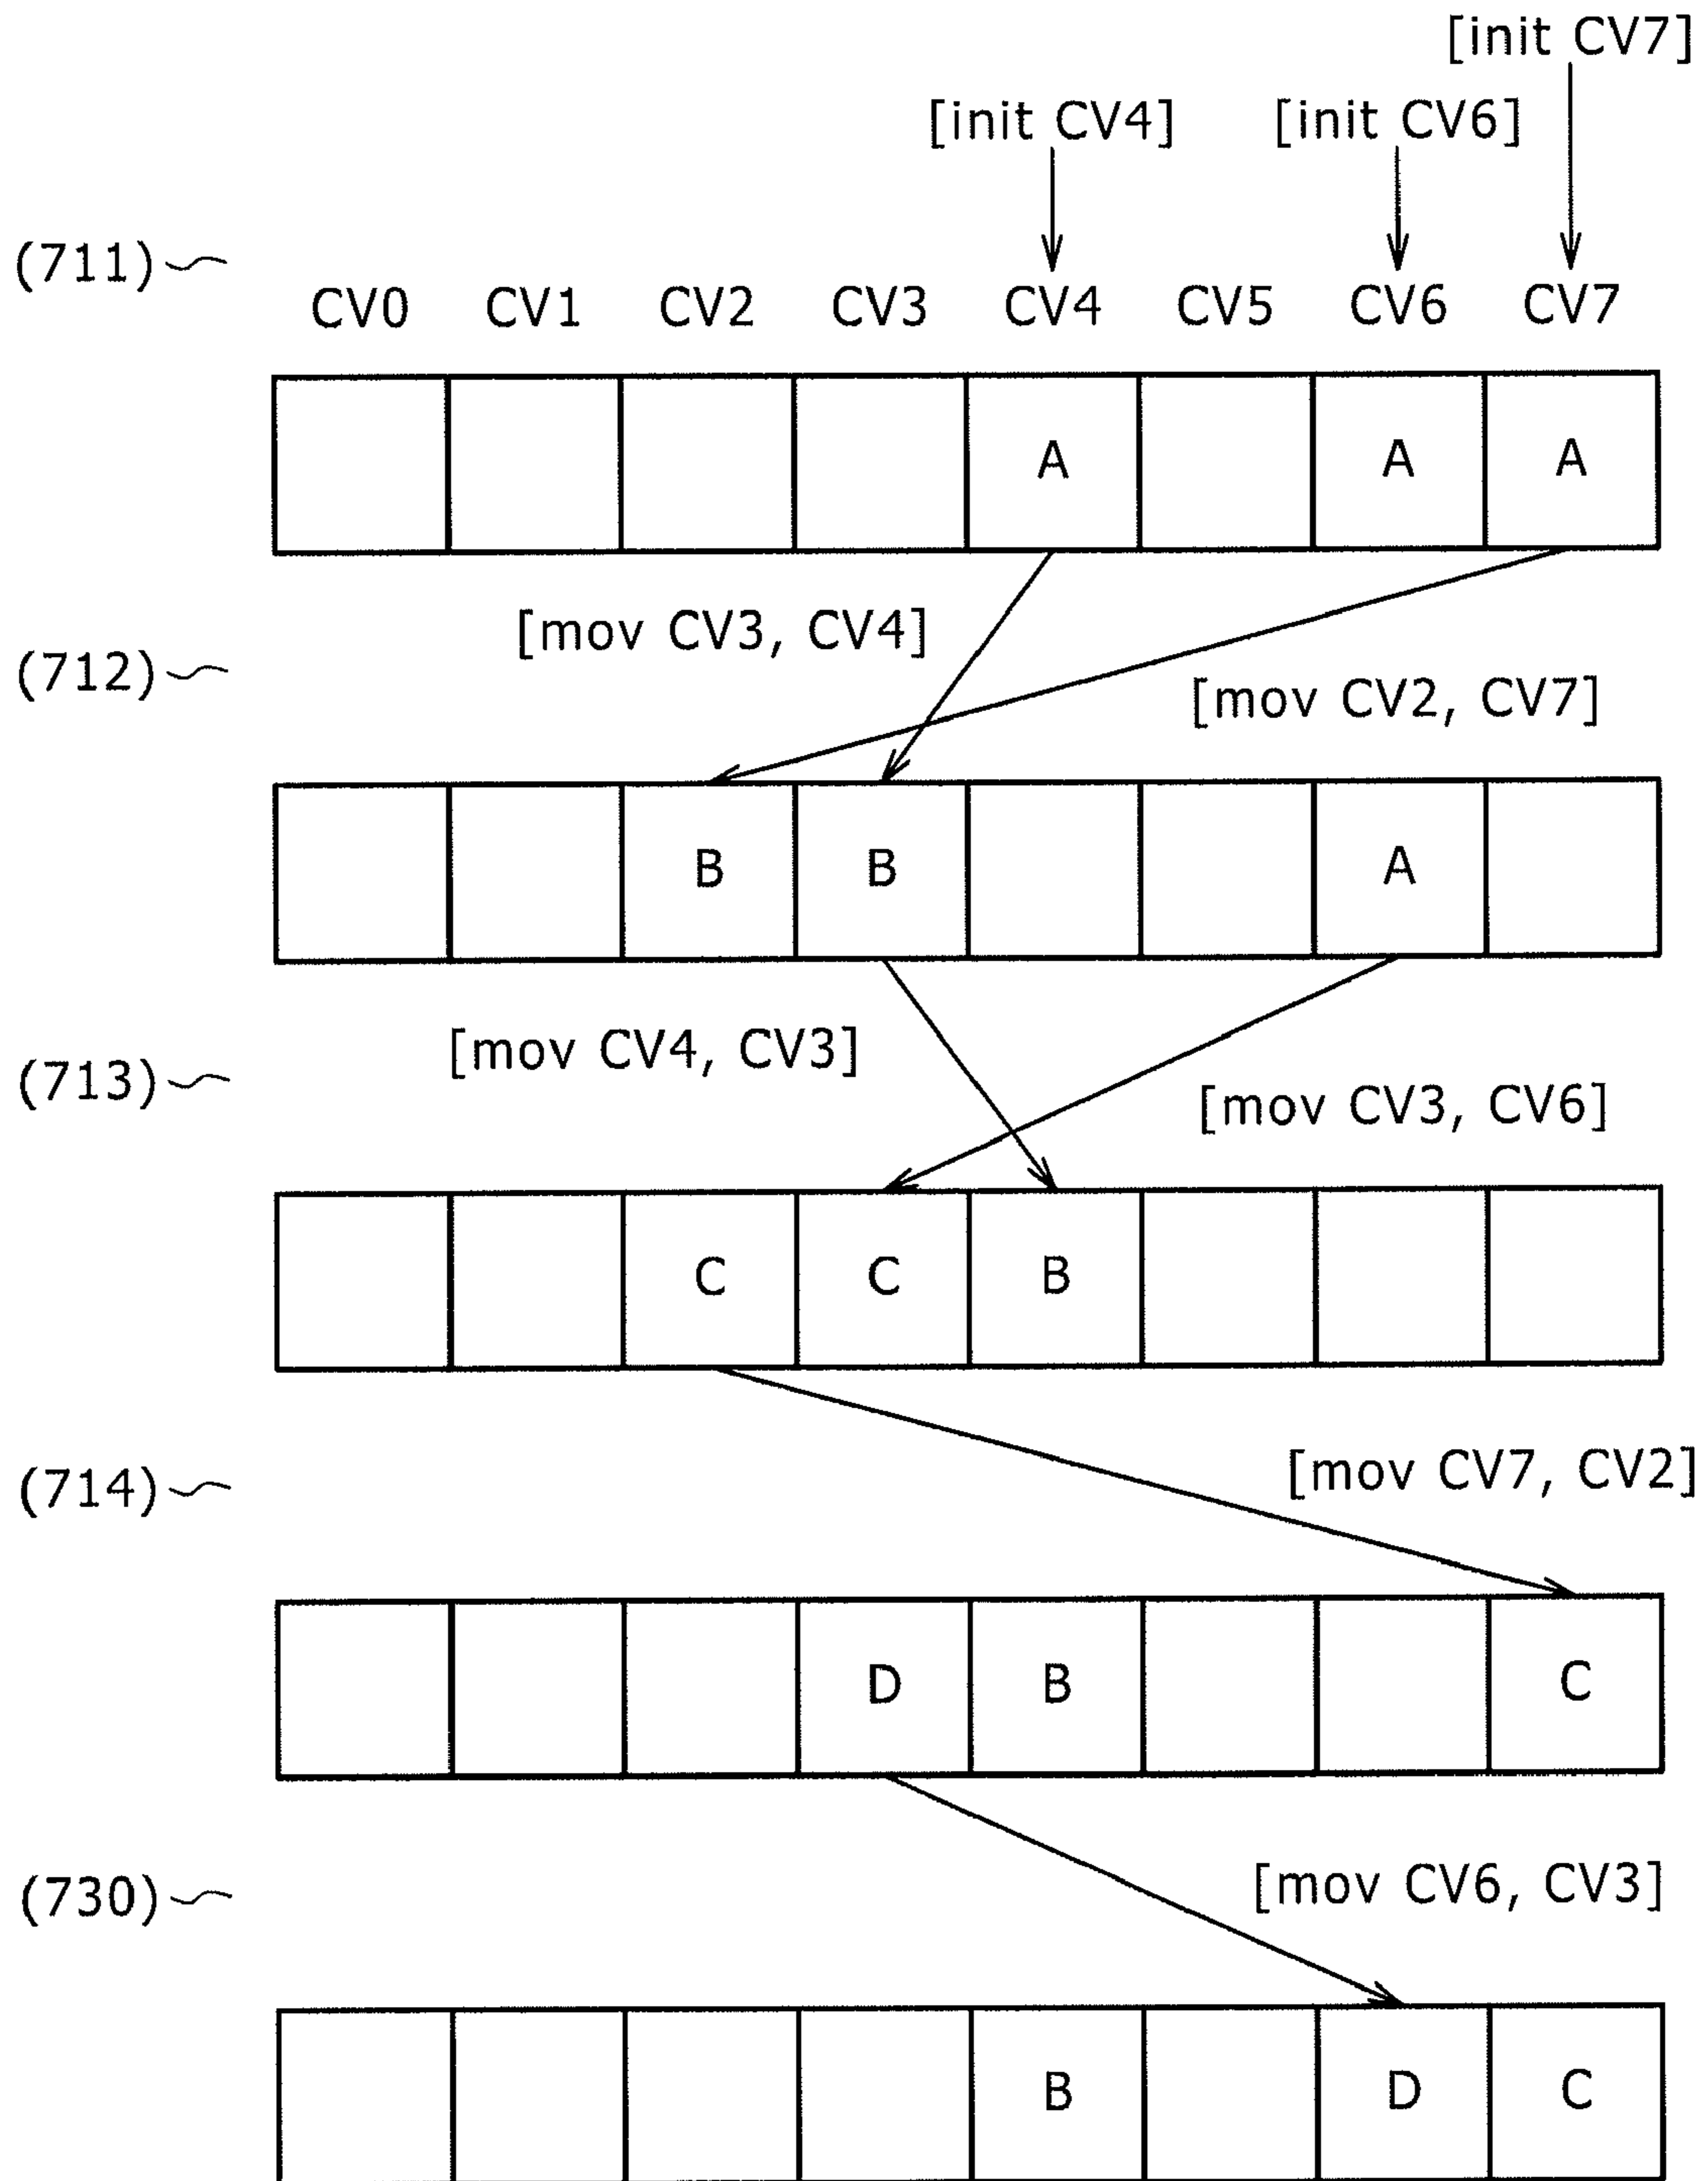 [init CV7]
[init CV4] [init CV6]
(711)
CV0 CV1 CV2 CV3 CV4 CV5 CV6 CV7
A A A
[mov CV3, CV4]
(712)
[mov CV2, CV7]
B B A
[mov CV4, CV3]
(713)
[mov CV3, CV6]
C C B
[mov CV7, CV2]
(714)
D B C
[mov CV6, CV3]
(730)
B D C